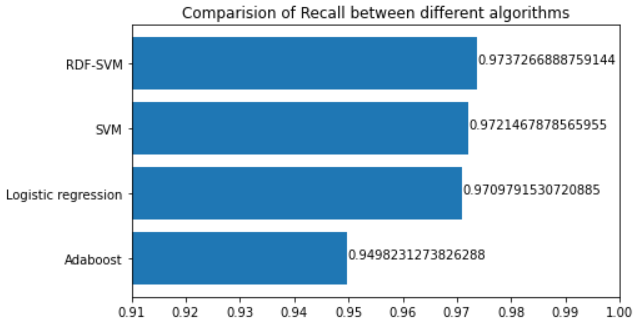 Comparision of Recall between different algorithms
RDF-SVM
0.9737266888759144
SVM
0.9721467878565955
Logistic regression
0.9709791530720885
Adaboost
0.9498231273826288
0.91 0.92 0.93 0.94 0.95 0.96 0.97 0.98 0.99 1.00